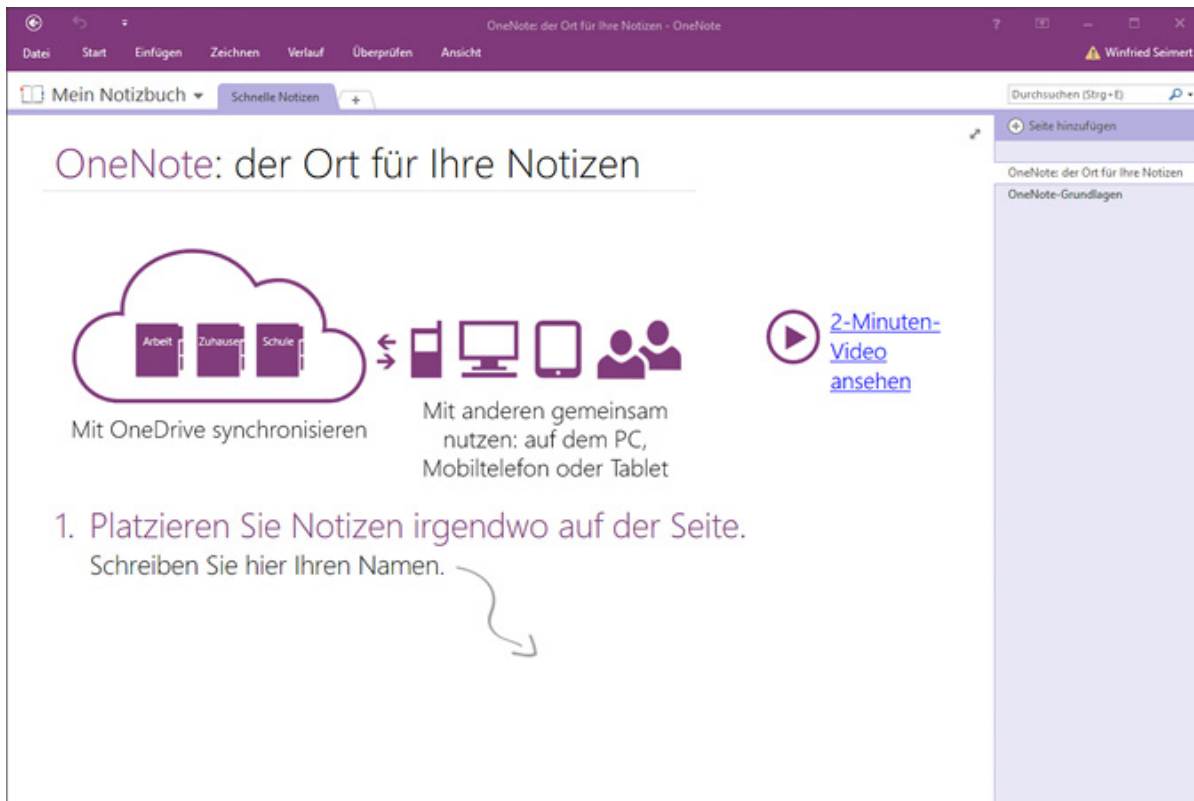 OneNote: der Ort für Ihre Notizen - OneNote
?
Datei Start Einfügen Zeichnen Verlauf Überprüfen Ansicht
Winfried Seimert
Mein Notizbuch
Schnelle Notizen
+
Durchsuchen (Strg+E)
Seite hinzufügen
OneNote: der Ort für Ihre Notizen
OneNote-Grundlagen
OneNote: der Ort für Ihre Notizen
Arbeit Zuhause Schule
Mit OneDrive synchronisieren
Mit anderen gemeinsam
nutzen: auf dem PC,
Mobiltelefon oder Tablet
2-Minuten-
Video
ansehen
1. Platzieren Sie Notizen irgendwo auf der Seite.
Schreiben Sie hier Ihren Namen.